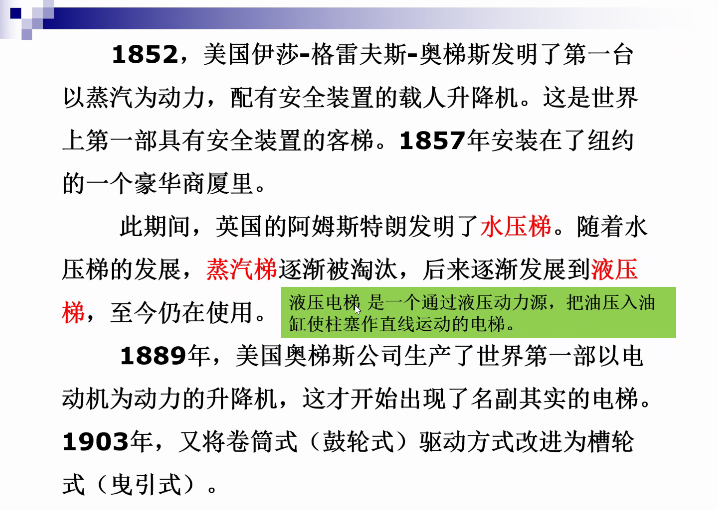 1852，美国伊莎-格雷夫斯-奥梯斯发明了第一台
以蒸汽为动力，配有安全装置的载人升降机。这是世界
上第一部具有安全装置的客梯。1857年安装在了纽约
的一个豪华商厦里。
此期间，英国的阿姆斯特朗发明了水压梯。随着水
压梯的发展，蒸汽梯逐渐被淘汰，后来逐渐发展到液压
梯，至今仍在使用。
液压电梯 是一个通过液压动力源，把油压入油
缸使柱塞作直线运动的电梯。
1889年，美国奥梯斯公司生产了世界第一部以电
动机为动力的升降机，这才开始出现了名副其实的电梯。
1903年，又将卷筒式（鼓轮式）驱动方式改进为槽轮
式（曳引式）。